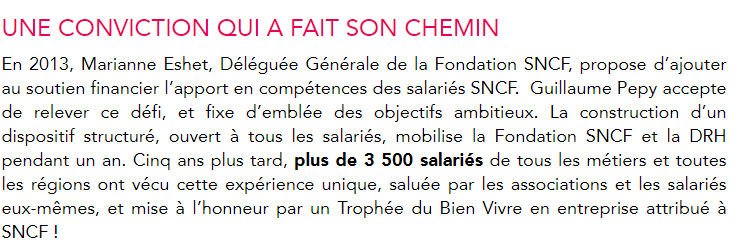 UNE CONVICTION QUI A FAIT SON CHEMIN
En 2013, Marianne Eshet, Déléguée Générale de la Fondation SNCF, propose d’ajouter
au soutien financier l’apport en compétences des salariés SNCF.  Guillaume Pepy accepte
de relever ce défi, et fixe d’emblée des objectifs ambitieux. La construction d’un
dispositif structuré, ouvert à tous les salariés, mobilise la Fondation SNCF et la DRH
pendant un an. Cinq ans plus tard, plus de 3 500 salariés de tous les métiers et toutes
les régions ont vécu cette expérience unique, saluée par les associations et les salariés
eux-mêmes, et mise à l’honneur par un Trophée du Bien Vivre en entreprise attribué à
SNCF !